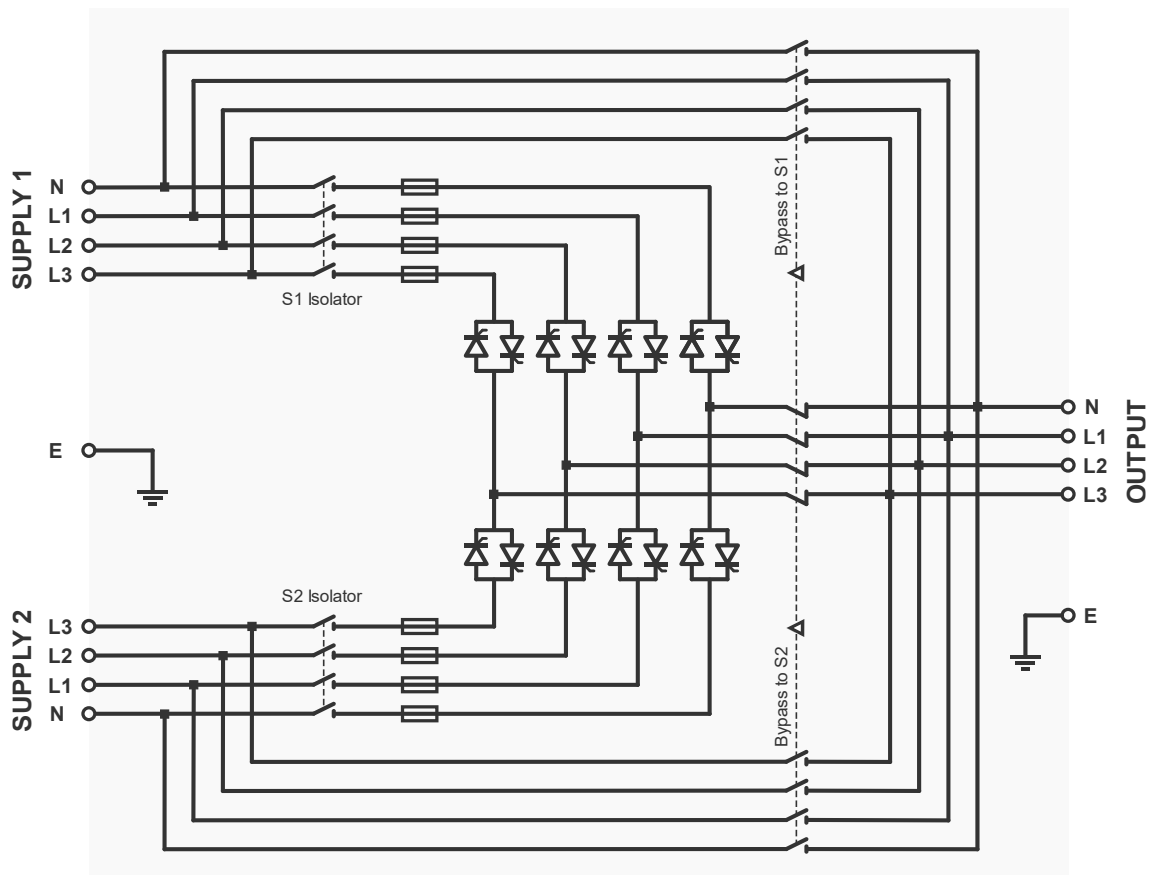 SUPPLY 1
N
L1
L2
L3
S1 Isolator
Bypass to S1
E
N
L1
L2
L3
OUTPUT
E
SUPPLY 2
S2 Isolator
L3
L2
L1
N
Bypass to S2